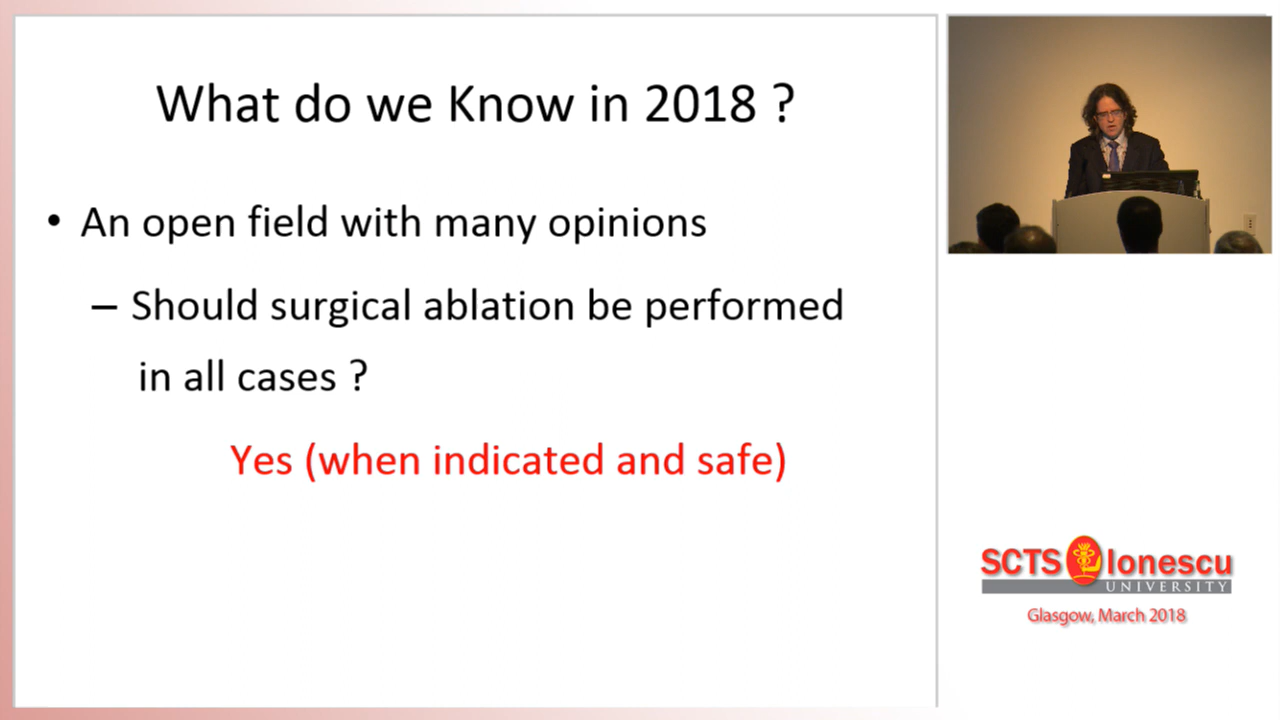 What do we Know in 2018 ?
• An open field with many opinions
– Should surgical ablation be performed
in all cases ?
Yes (when indicated and safe)
SCTS Ionescu
UNIVERSITY
Glasgow, March 2018